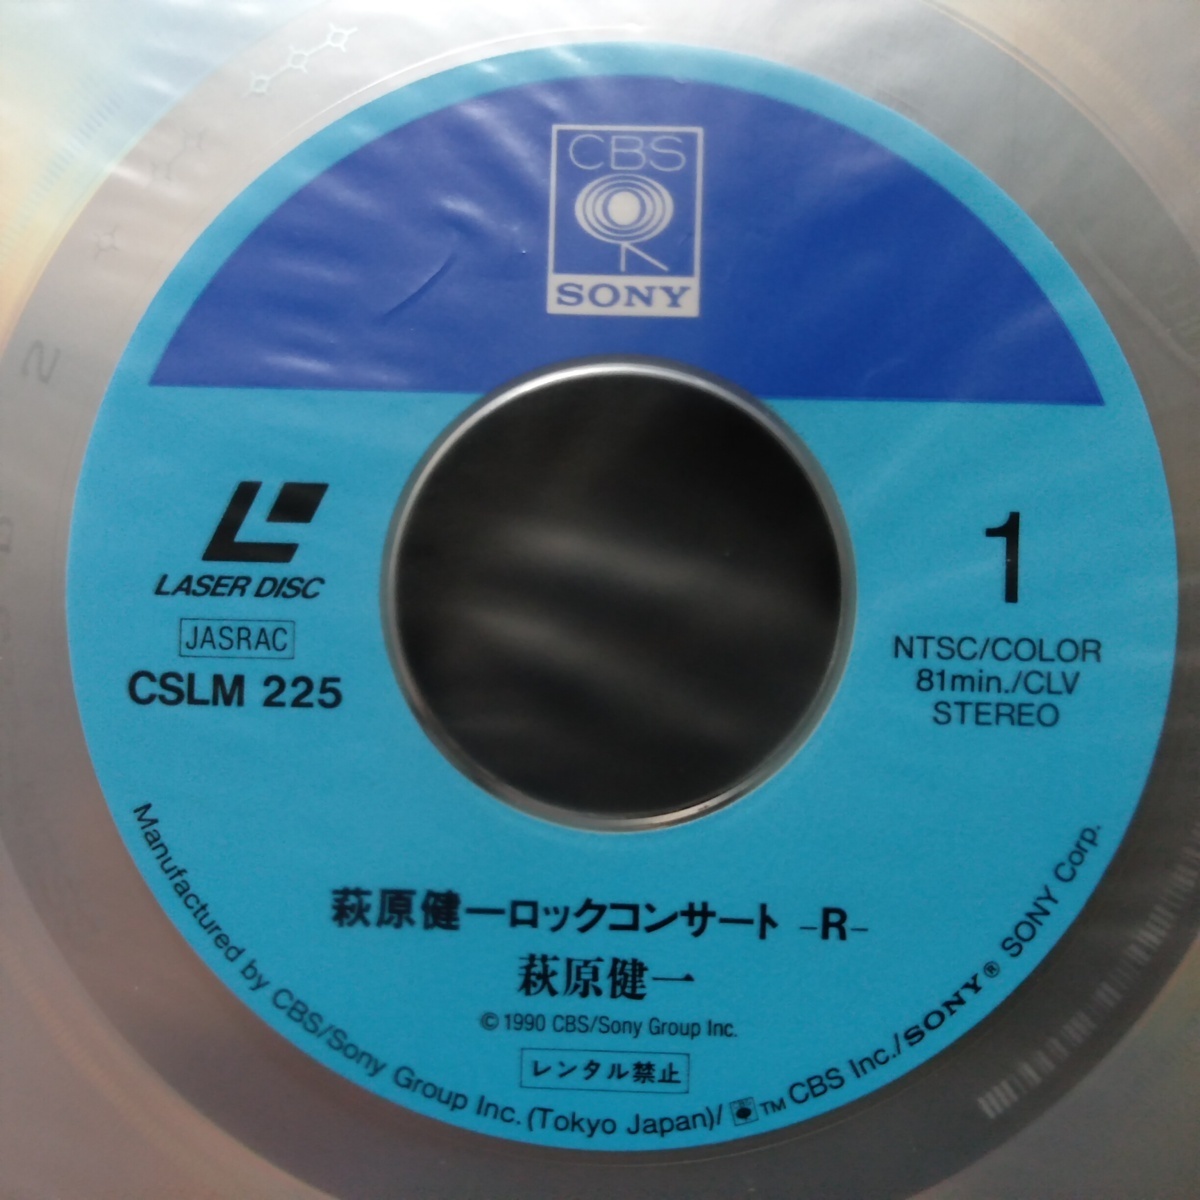 CBS
SONY
LASER DISC
JASRAC
CSLM 225
1
NTSC/COLOR
81min./CLV
STEREO
萩原健一ロックコンサート -R-
萩原健一
© 1990 CBS/Sony Group Inc.
レンタル禁止
Manufactured by CBS/Sony Group Inc. (Tokyo Japan)/ ™ CBS Inc./SONY® SONY Corp.